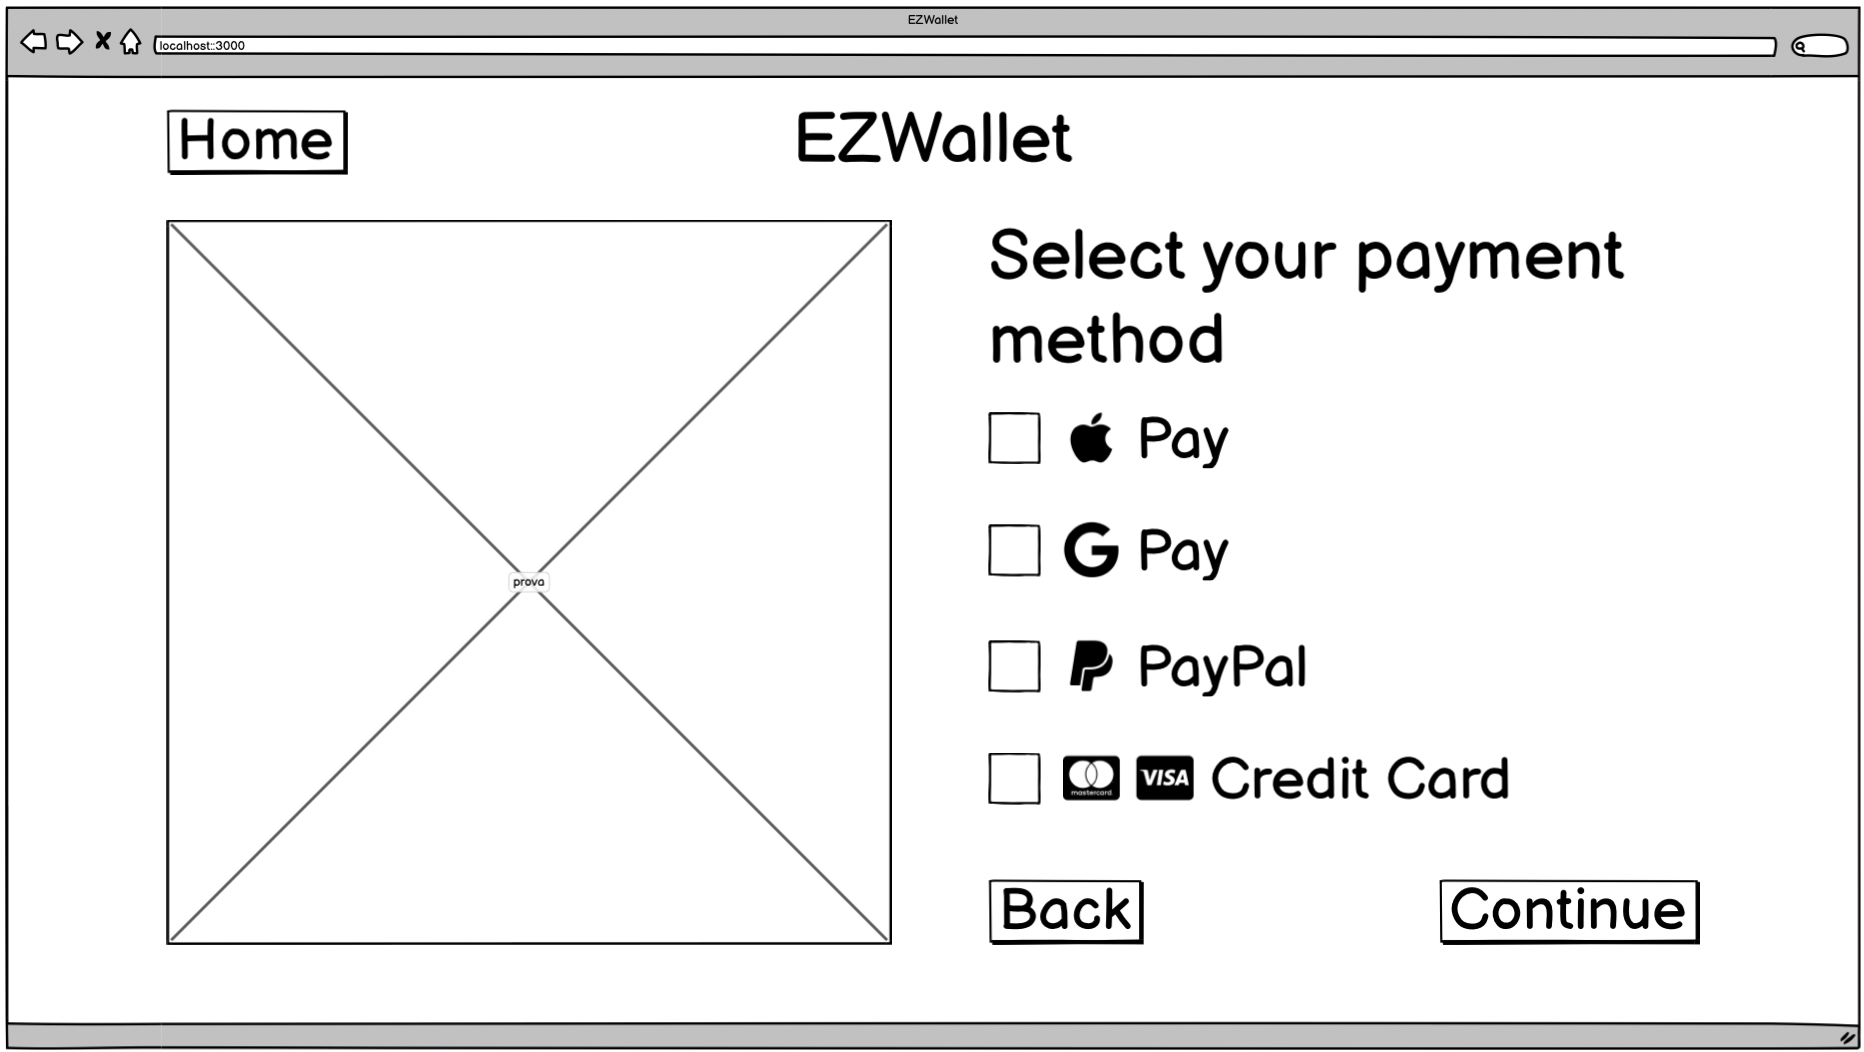 EZWallet
localhost::3000
Home
EZWallet
Select your payment
method
Pay
Pay
PayPal
mastercard VISA Credit Card
prova
Back
Continue